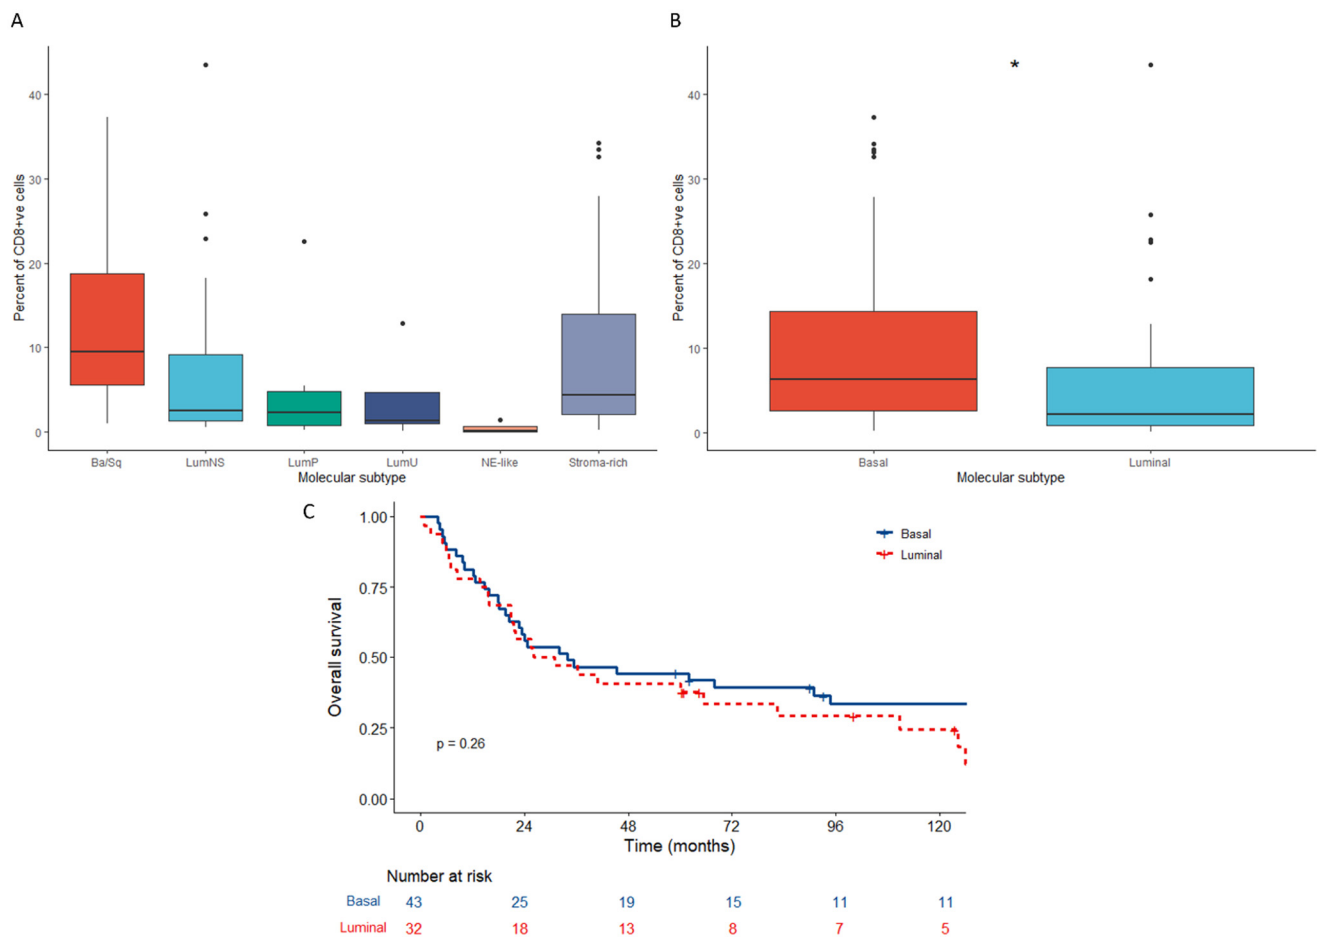 A
Percent of CD8+ve cells
40
30
20
10
0
Ba/Sq LumNS LumP LumU NE-like Stroma-rich
Molecular subtype
B
*
Percent of CD8+ve cells
40
30
20
10
0
Basal Luminal
Molecular subtype
C
Overall survival
1.00
0.75
0.50
0.25
0.00
Basal
Luminal
p = 0.26
0 24 48 72 96 120
Time (months)
Number at risk
Basal 43 25 19 15 11 11
Luminal 32 18 13 8 7 5